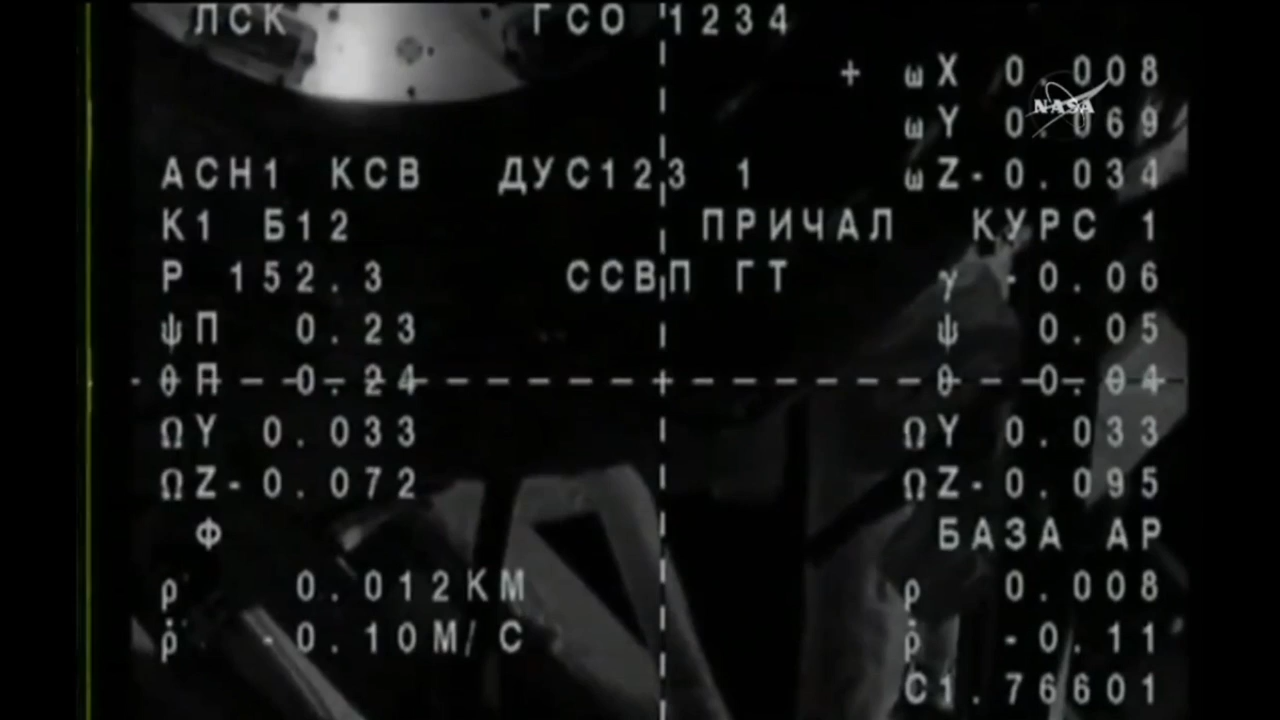 ЛСК ГСО 1234
+ ωX 0.008
NASA
ωY 0.069
АСН1 КСВ ДУС123 1 ωZ-0.034
К1 Б12 ПРИЧАЛ КУРС 1
Р 152.3 ССВП ГТ γ -0.06
ψП 0.23 ψ 0.05
θП -0.24 θ -0.04
ΩY 0.033 ΩY 0.033
ΩZ-0.072 ΩZ-0.095
Ф БАЗА АР
ρ 0.012КМ ρ 0.008
ρ̇ -0.10М/С ρ̇ -0.11
С1.76601